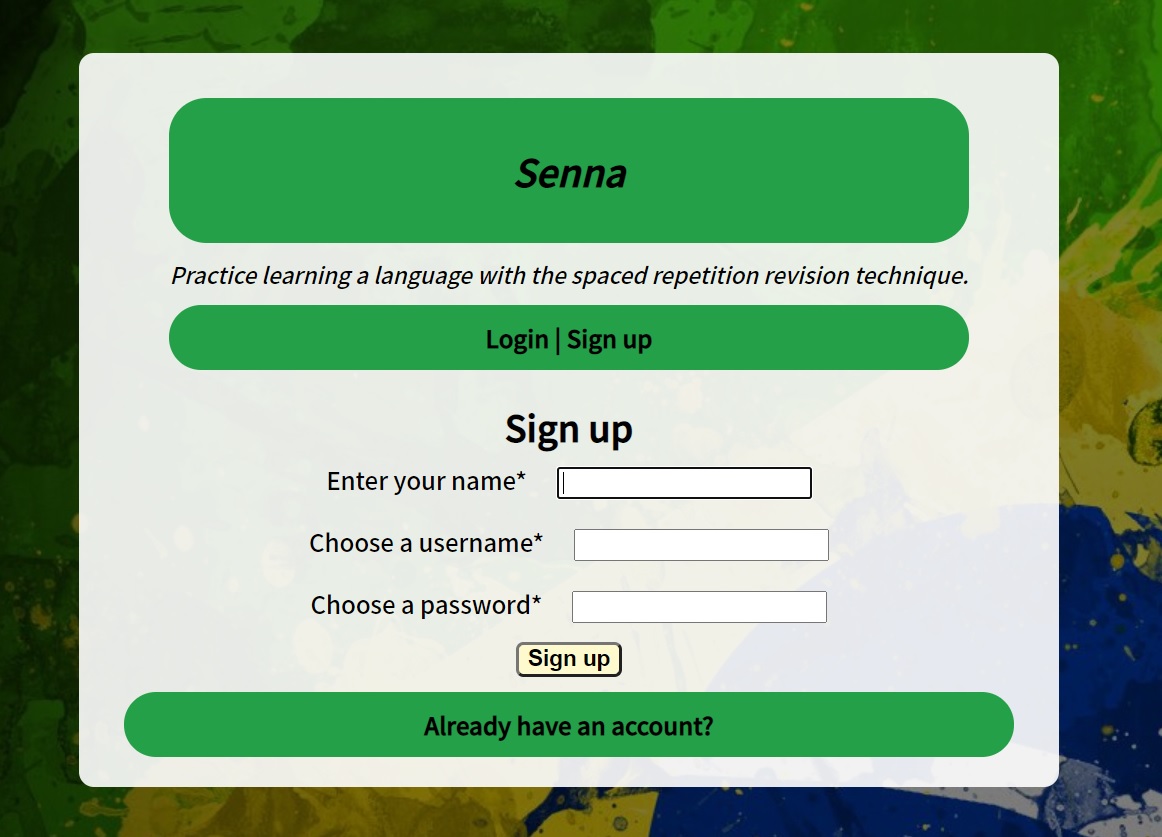 Senna
Practice learning a language with the spaced repetition revision technique.
Login | Sign up
Sign up
Enter your name*
Choose a username*
Choose a password*
Sign up
Already have an account?